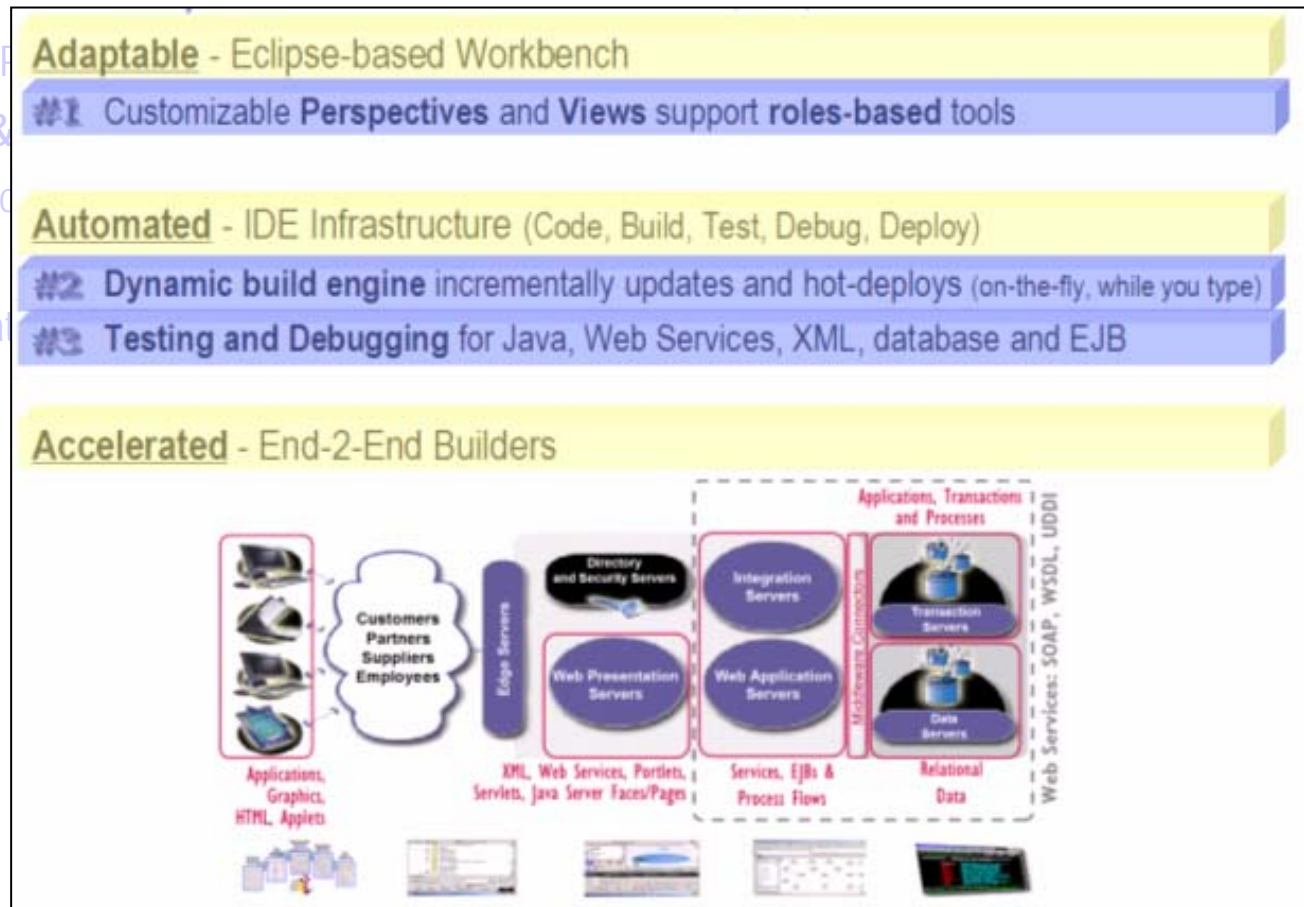 Adaptable - Eclipse-based Workbench
#1 Customizable Perspectives and Views support roles-based tools
Automated - IDE Infrastructure (Code, Build, Test, Debug, Deploy)
#2 Dynamic build engine incrementally updates and hot-deploys (on-the-fly, while you type)
#3 Testing and Debugging for Java, Web Services, XML, database and EJB
Accelerated - End-2-End Builders
Applications, Transactions
and Processes
Directory
and Security Servers
Integration
Servers
Transaction
Servers
Customers
Partners
Suppliers
Employees
Edge Servers
Web Presentation
Servers
Web Application
Servers
Middleware Connectors
Data
Servers
Web Services: SOAP, WSDL, UDDI
Applications,
Graphics,
HTML, Applets
XML, Web Services, Portlets,
Servlets, Java Server Faces/Pages
Services, EJBs &
Process Flows
Relational
Data